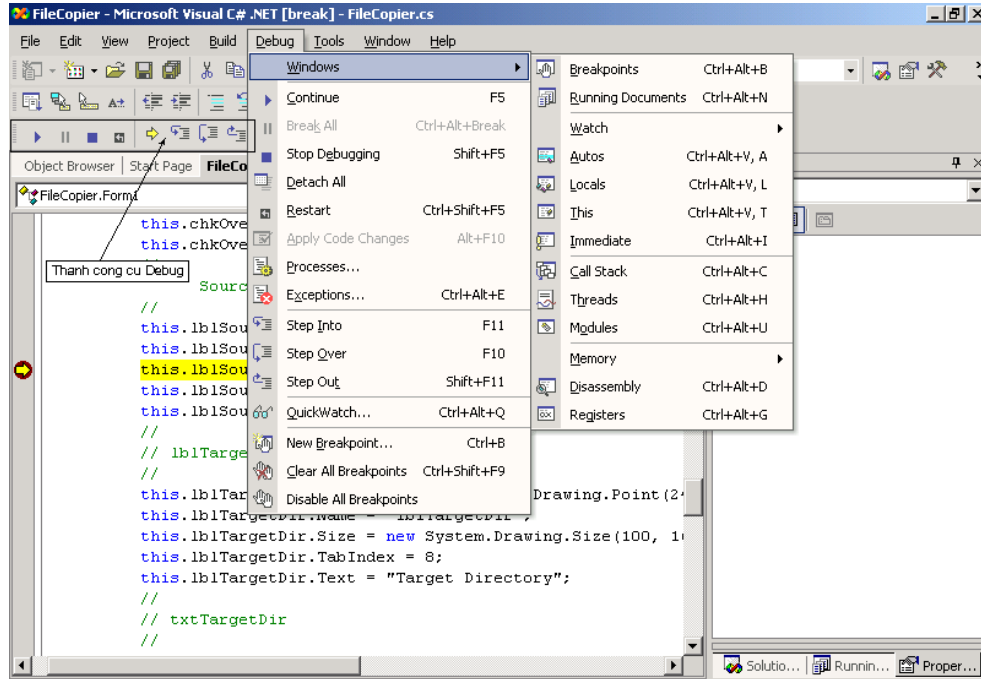 FileCopier - Microsoft Visual C# .NET [break] - FileCopier.cs
File Edit View Project Build Debug Tools Window Help
Object Browser Start Page FileCo
FileCopier.Form1
Thanh cong cu Debug
Windows
Continue F5
Break All Ctrl+Alt+Break
Stop Debugging Shift+F5
Detach All
Restart Ctrl+Shift+F5
Apply Code Changes Alt+F10
Processes...
Exceptions... Ctrl+Alt+E
Step Into F11
Step Over F10
Step Out Shift+F11
QuickWatch... Ctrl+Alt+Q
New Breakpoint... Ctrl+B
Clear All Breakpoints Ctrl+Shift+F9
Disable All Breakpoints
Breakpoints Ctrl+Alt+B
Running Documents Ctrl+Alt+N
Watch
Autos Ctrl+Alt+V, A
Locals Ctrl+Alt+V, L
This Ctrl+Alt+V, T
Immediate Ctrl+Alt+I
Call Stack Ctrl+Alt+C
Threads Ctrl+Alt+H
Modules Ctrl+Alt+U
Memory
Disassembly Ctrl+Alt+D
Registers Ctrl+Alt+G
this.chkOve
this.chkOve
Sourc
//
this.lblSou
this.lblSou
this.lblSou
this.lblSou
this.lblSou
//
// lblTarge
//
this.lblTar Drawing.Point(24
this.lblTargetDir.Name = "lblTargetDir";
this.lblTargetDir.Size = new System.Drawing.Size(100, 1
this.lblTargetDir.TabIndex = 8;
this.lblTargetDir.Text = "Target Directory";
//
// txtTargetDir
//
Solutio... Runnin... Proper...